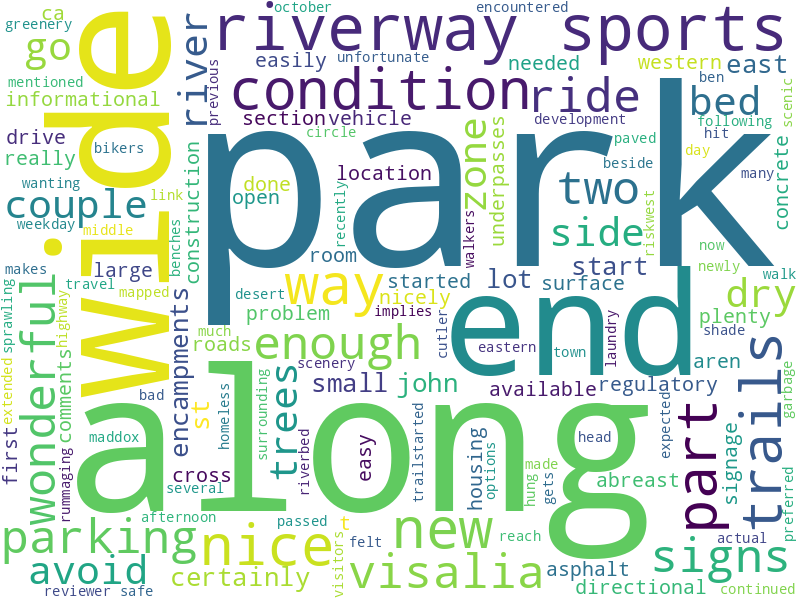 october
encountered
greenery
ca
go
riverway sports
easily
unfortunate
needed
western
east
mentioned
informational
wide
river
previous
condition
ride
bed
ben
scenic
drive
really
bikers
section
vehicle
circle
zone
underpasses
development
paved
hit
following
day
many
concrete
park
wanting
link
construction
done
open
location
recently
walkers
two
beside
riskwest
couple
weekday
middle
side
now
makes
large
benches
room
started
lot
start
surface
newly
walk
travel
mapped
desert
way
nicely
dry
sprawling
highway
wonderful
encampments
much
problem
implies
cutler
end
plenty
roads
enough
eastern
town
laundry
shade
extended
comments
st
homeless
surrounding
trees
scenery
small
john
available
regulatory
aren
trails
garbage
first
maddox
along
riverbed
easy
trailstarted
housing
options
head
expected
part
signage
preferred
rummaging
cross
several
hung
made
gets
abreast
actual
afternoon
passed
t
new
reach
signs
parking
nice
visitors
felt
visalia
asphalt
avoid
certainly
directional
continued
reviewer
safe